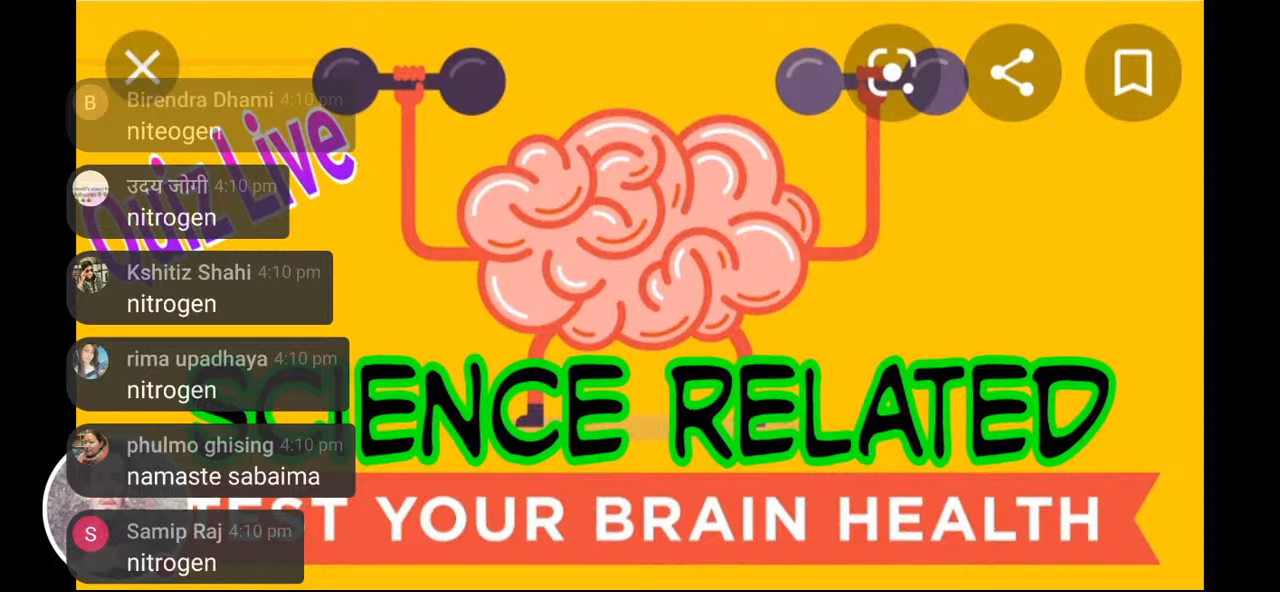 Birendra Dhami 4:10 pm
niteogen
Quiz Live
उदय जोगी 4:10 pm
nitrogen
Kshitiz Shahi 4:10 pm
nitrogen
rima upadhaya 4:10 pm
nitrogen
SCIENCE RELATED
phulmo ghising 4:10 pm
namaste sabaima
TEST YOUR BRAIN HEALTH
S Samip Raj 4:10 pm
nitrogen